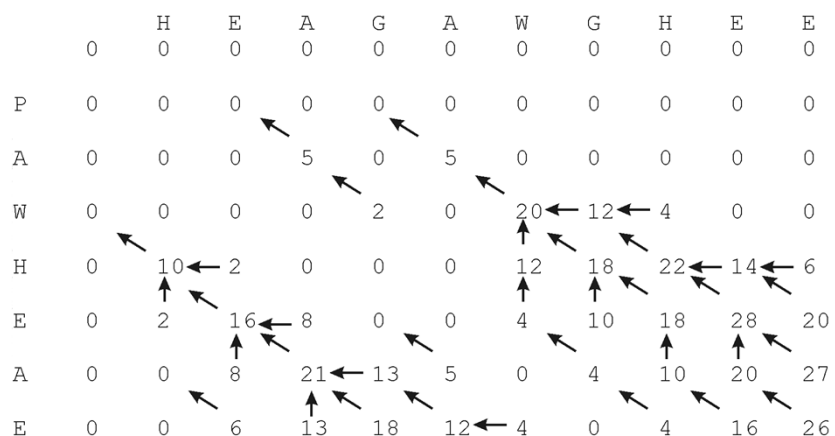 H E A G A W G H E E
0 0 0 0 0 0 0 0 0 0 0
P 0 0 0 0 0 0 0 0 0 0 0
A 0 0 0 5 0 5 0 0 0 0 0
W 0 0 0 0 2 0 20 12 4 0 0
H 0 10 2 0 0 0 12 18 22 14 6
E 0 2 16 8 0 0 4 10 18 28 20
A 0 0 8 21 13 5 0 4 10 20 27
E 0 0 6 13 18 12 4 0 4 16 26